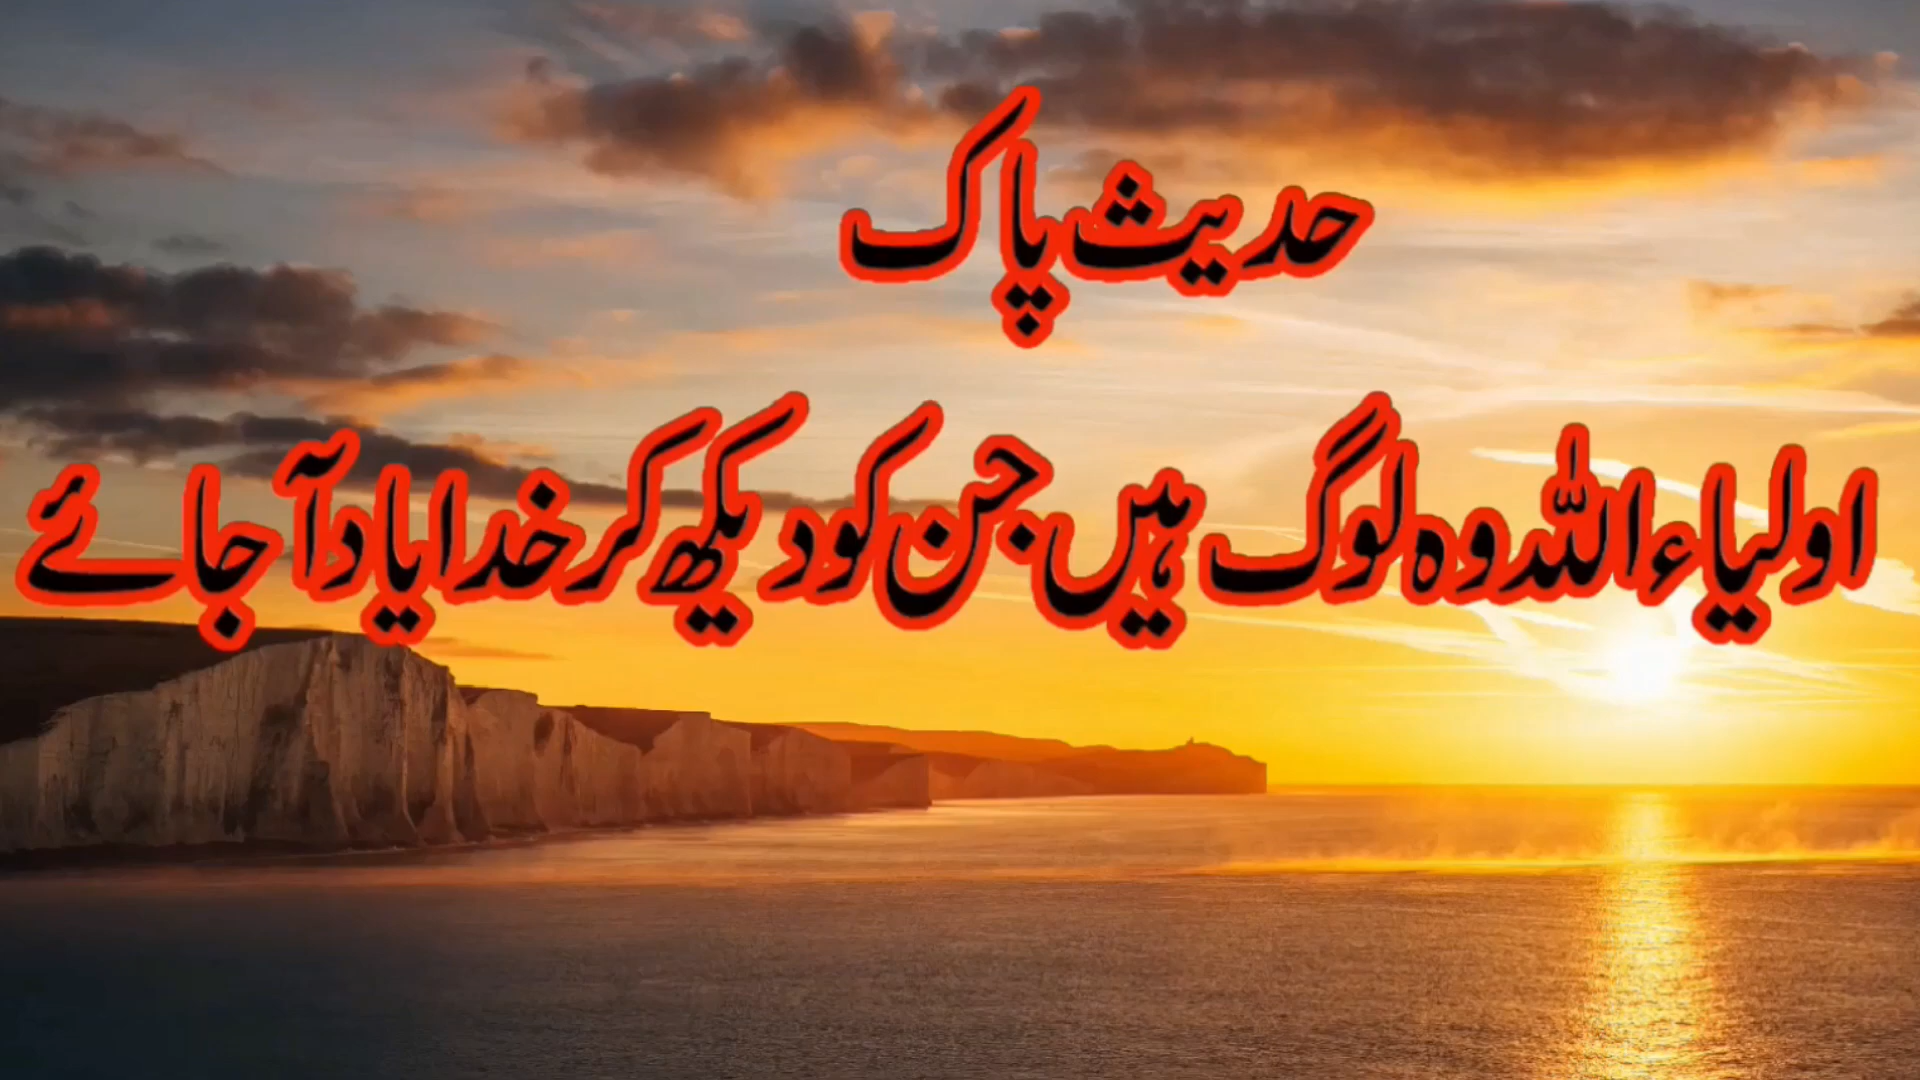 حدیث پاک
اولیاء اللہ وہ لوگ ہیں جن کو دیکھ کر خدا یاد آ جائے